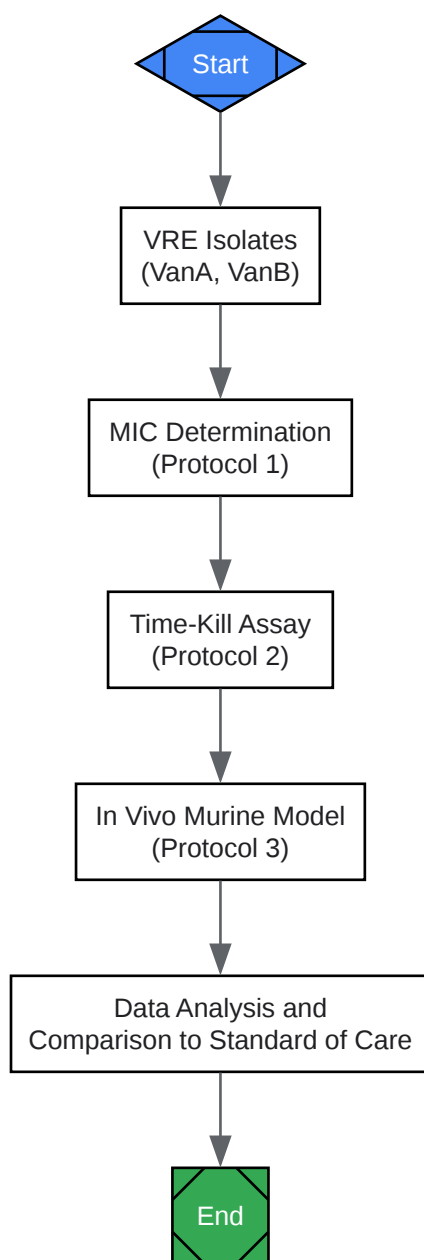 Start
VRE Isolates
(VanA, VanB)
MIC Determination
(Protocol 1)
Time-Kill Assay
(Protocol 2)
In Vivo Murine Model
(Protocol 3)
Data Analysis and
Comparison to Standard of Care
End